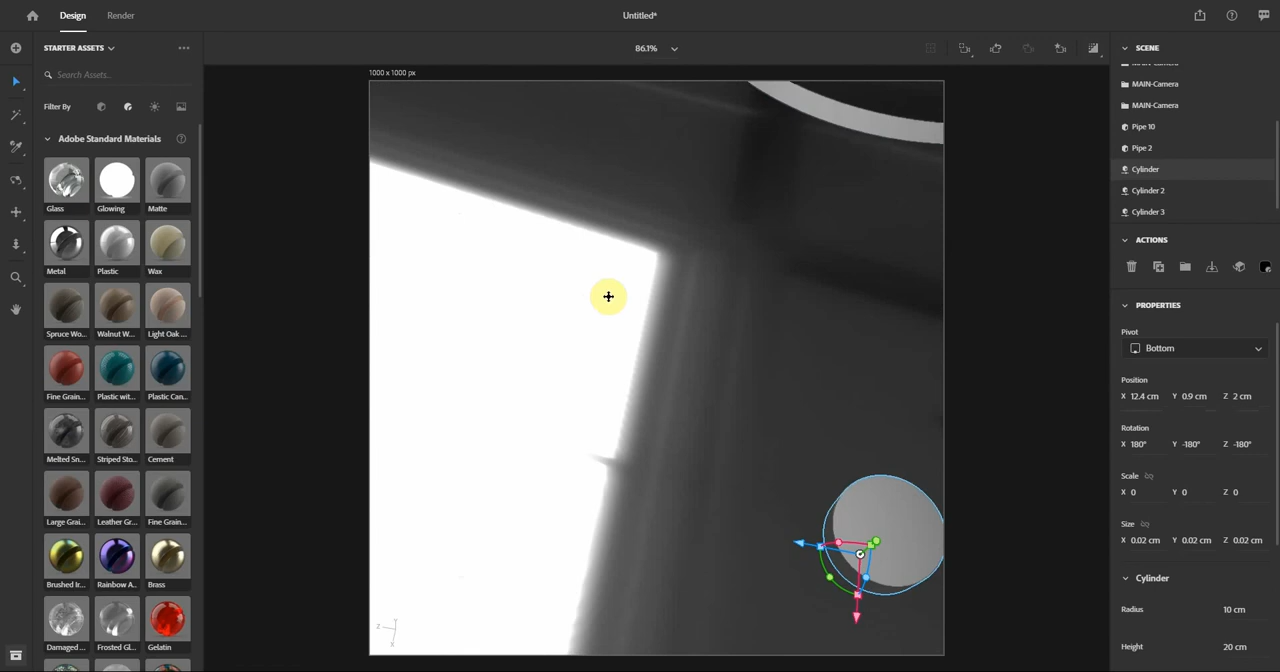 Design
Render
Untitled*
STARTER ASSETS
86.1%
SCENE
1000 x 1000 px
Search Assets...
MAIN-Camera
MAIN-Camera
MAIN-Camera
Filter By
Pipe 10
Adobe Standard Materials
Pipe 2
Cylinder
Cylinder 2
Glass
Glowing
Matte
Cylinder 3
ACTIONS
Metal
Plastic
Wax
PROPERTIES
Spruce Wo...
Walnut W...
Light Oak ...
Pivot
Bottom
Position
Fine Grain...
Plastic wit...
Plastic Can...
X 12.4 cm Y 0.9 cm Z 2 cm
Rotation
X 180° Y -180° Z -180°
Melted Sn...
Striped Sto...
Cement
Scale
X 0 Y 0 Z 0
Large Grai...
Leather Gr...
Fine Grain...
Size
X 0.02 cm Y 0.02 cm Z 0.02 cm
Brushed Ir...
Rainbow A...
Brass
Cylinder
Radius 10 cm
Z Y
X
Damaged ...
Frosted Gl...
Gelatin
Height 20 cm